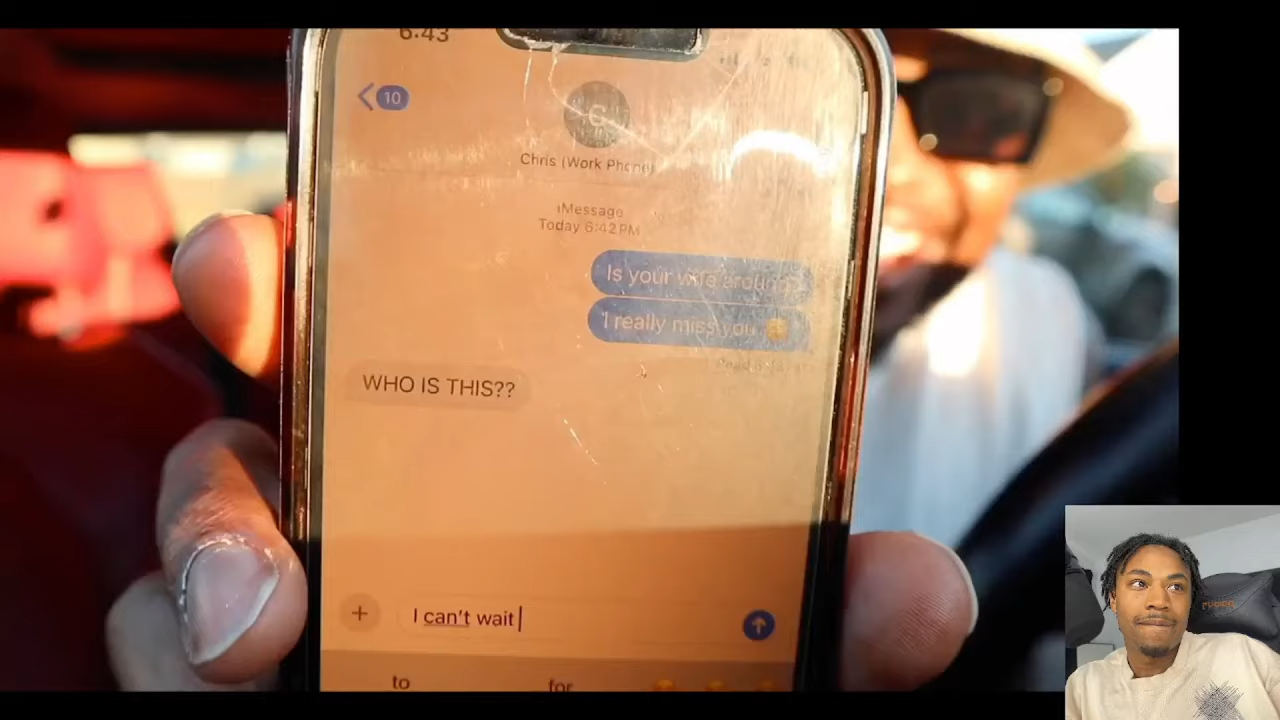 6:43
10
C
Chris (Work Phone)
iMessage
Today 6:42 PM
Is your wife around?
I really miss you
WHO IS THIS??
I can't wait
to for